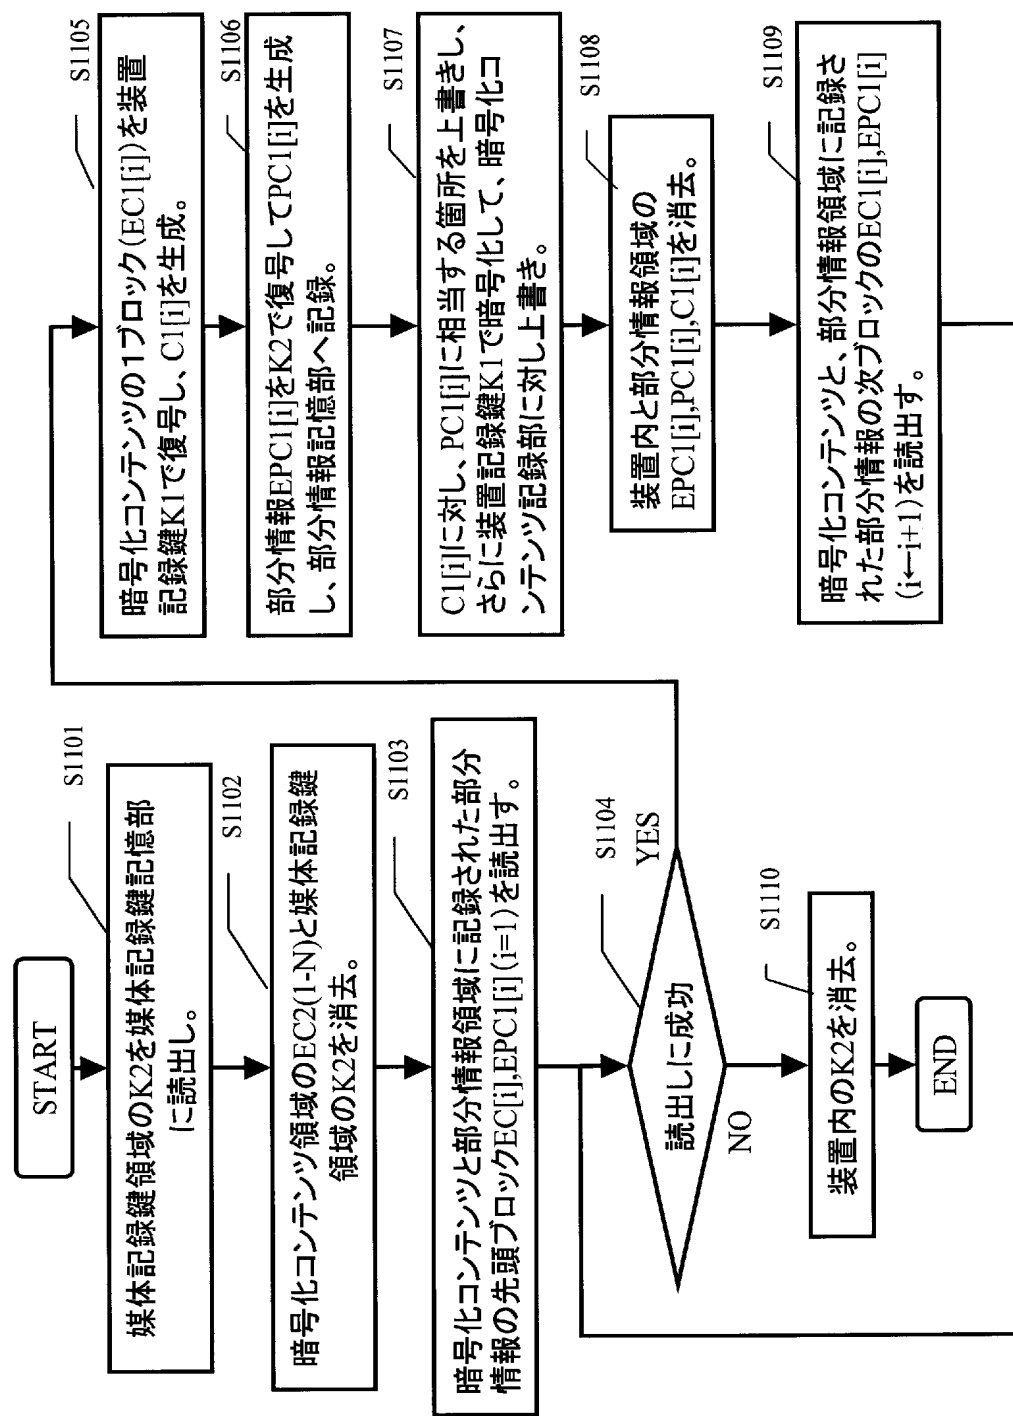 START
S1101
媒体記録鍵領域のK2を媒体記録鍵記憶部
に読出し。
S1102
暗号化コンテンツ領域のEC2(1-N)と媒体記録鍵
領域のK2を消去。
S1103
暗号化コンテンツと部分情報領域に記録された部分
情報の先頭ブロックEC[i],EPC1[i](i=1)を読出す。
S1104
読出しに成功
YES
NO
S1110
装置内のK2を消去。
END
S1105
暗号化コンテンツの1ブロック(EC1[i])を装置
記録鍵K1で復号し、C1[i]を生成。
S1106
部分情報EPC1[i]をK2で復号してPC1[i]を生成
し、部分情報記憶部へ記録。
S1107
C1[i]に対し、PC1[i]に相当する箇所を上書きし、
さらに装置記録鍵K1で暗号化して、暗号化コ
ンテンツ記録部に対し上書き。
S1108
装置内と部分情報領域の
EPC1[i],PC1[i],C1[i]を消去。
S1109
暗号化コンテンツと、部分情報領域に記録さ
れた部分情報の次ブロックのEC1[i],EPC1[i]
(i←i+1)を読出す。